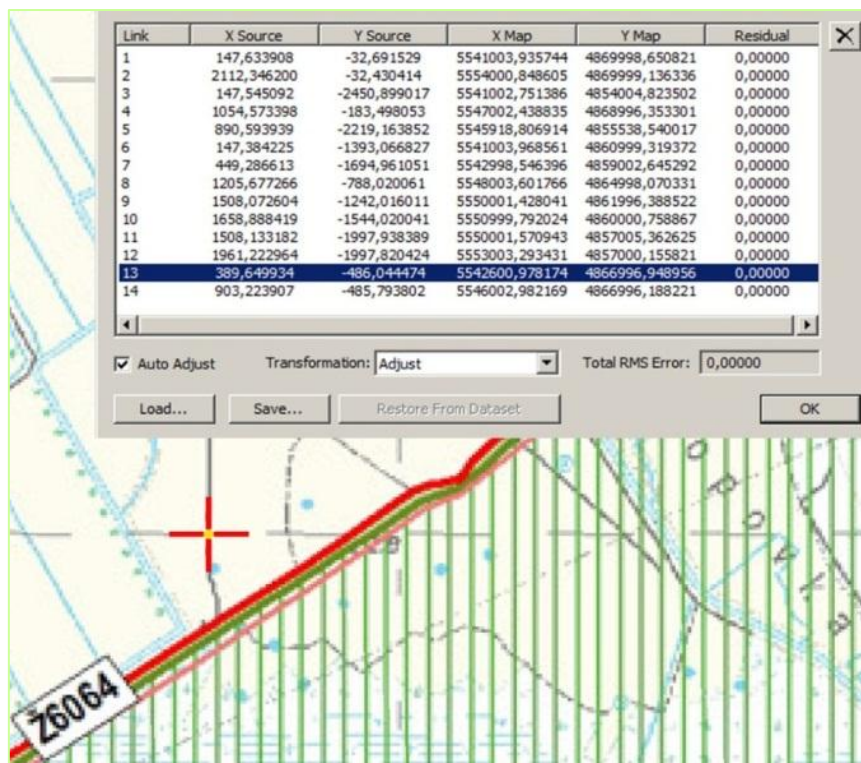 Link X Source Y Source X Map Y Map Residual
1 147,633908 -32,691529 5541003,935744 4869998,650821 0,00000
2 2112,346200 -32,430414 5554000,848605 4869999,136336 0,00000
3 147,545092 -2450,899017 5541002,751386 4854004,823502 0,00000
4 1054,573398 -183,498053 5547002,438835 4868996,353301 0,00000
5 890,593939 -2219,163852 5545918,806914 4855538,540017 0,00000
6 147,384225 -1393,066827 5541003,968561 4860999,319372 0,00000
7 449,286613 -1694,961051 5542998,546396 4859002,645292 0,00000
8 1205,677266 -788,020061 5548003,601766 4864998,070331 0,00000
9 1508,072604 -1242,016011 5550001,428041 4861996,388522 0,00000
10 1658,888419 -1544,020041 5550999,792024 4860000,758867 0,00000
11 1508,133182 -1997,938389 5550001,570943 4857005,362625 0,00000
12 1961,222964 -1997,820424 5553003,293431 4857000,155821 0,00000
13 389,649934 -486,044474 5542600,978174 4866996,948956 0,00000
14 903,223907 -485,793802 5546002,982169 4866996,188221 0,00000
Auto Adjust Transformation: Adjust Total RMS Error: 0,00000
Load... Save... Restore From Dataset OK
Ž6064